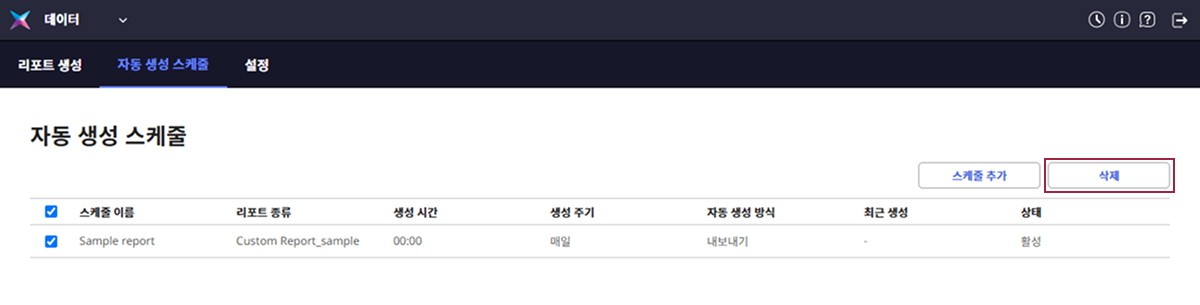 데이터
리포트 생성 자동 생성 스케줄 설정
자동 생성 스케줄
스케줄 추가 삭제
스케줄 이름 리포트 종류 생성 시간 생성 주기 자동 생성 방식 최근 생성 상태
Sample report Custom Report_sample 00:00 매일 내보내기 - 활성